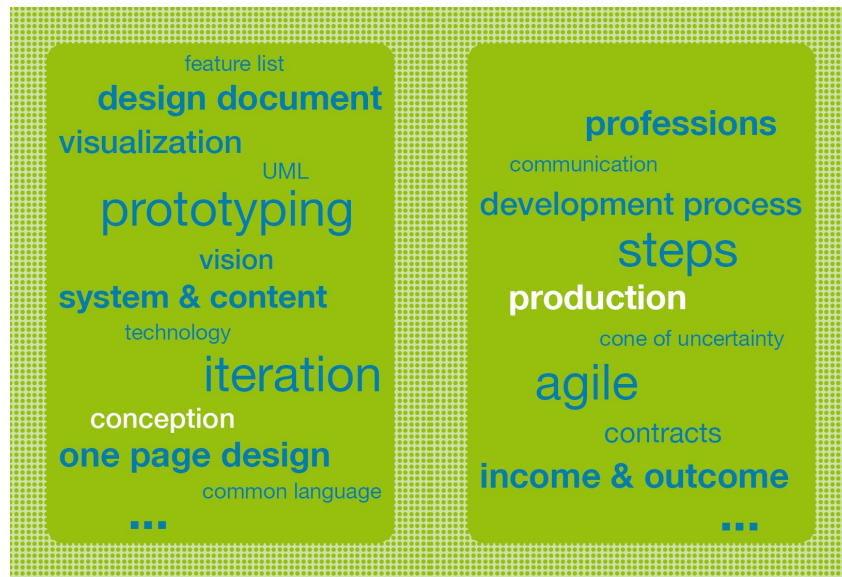 feature list
design document
visualization
UML
prototyping
vision
system & content
technology
iteration
conception
one page design
common language
...
professions
communication
development process
steps
production
cone of uncertainty
agile
contracts
income & outcome
...